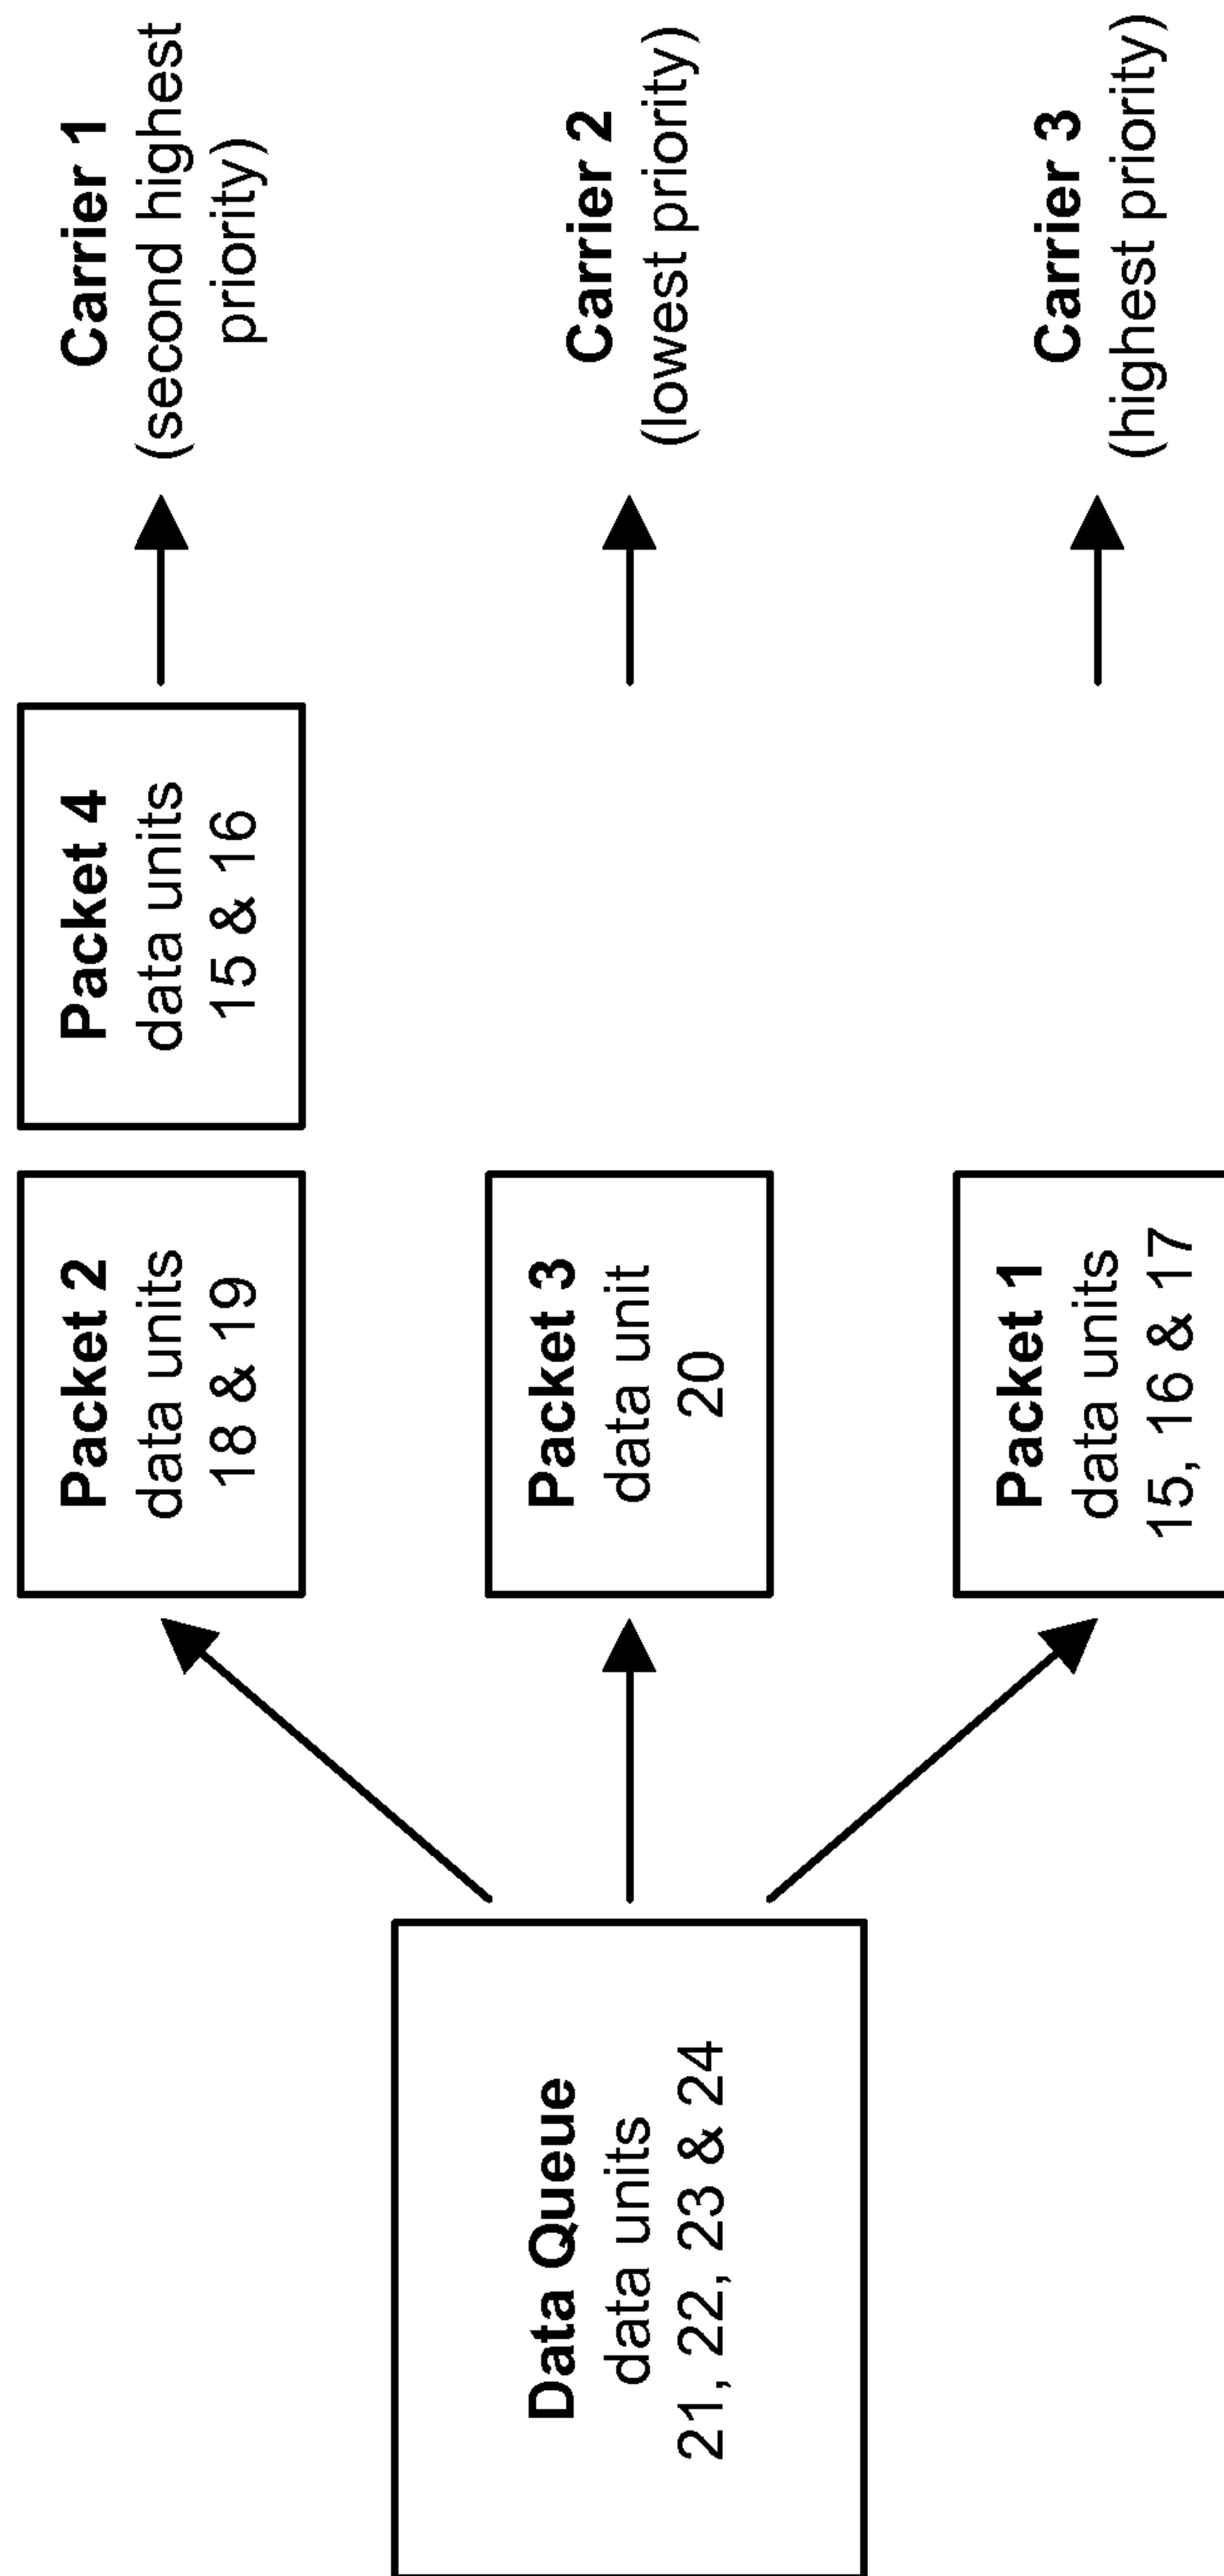 Data Queue
data units
21, 22, 23 & 24
Packet 2
data units
18 & 19
Packet 4
data units
15 & 16
Carrier 1
(second highest
priority)
Packet 3
data unit
20
Carrier 2
(lowest priority)
Packet 1
data units
15, 16 & 17
Carrier 3
(highest priority)